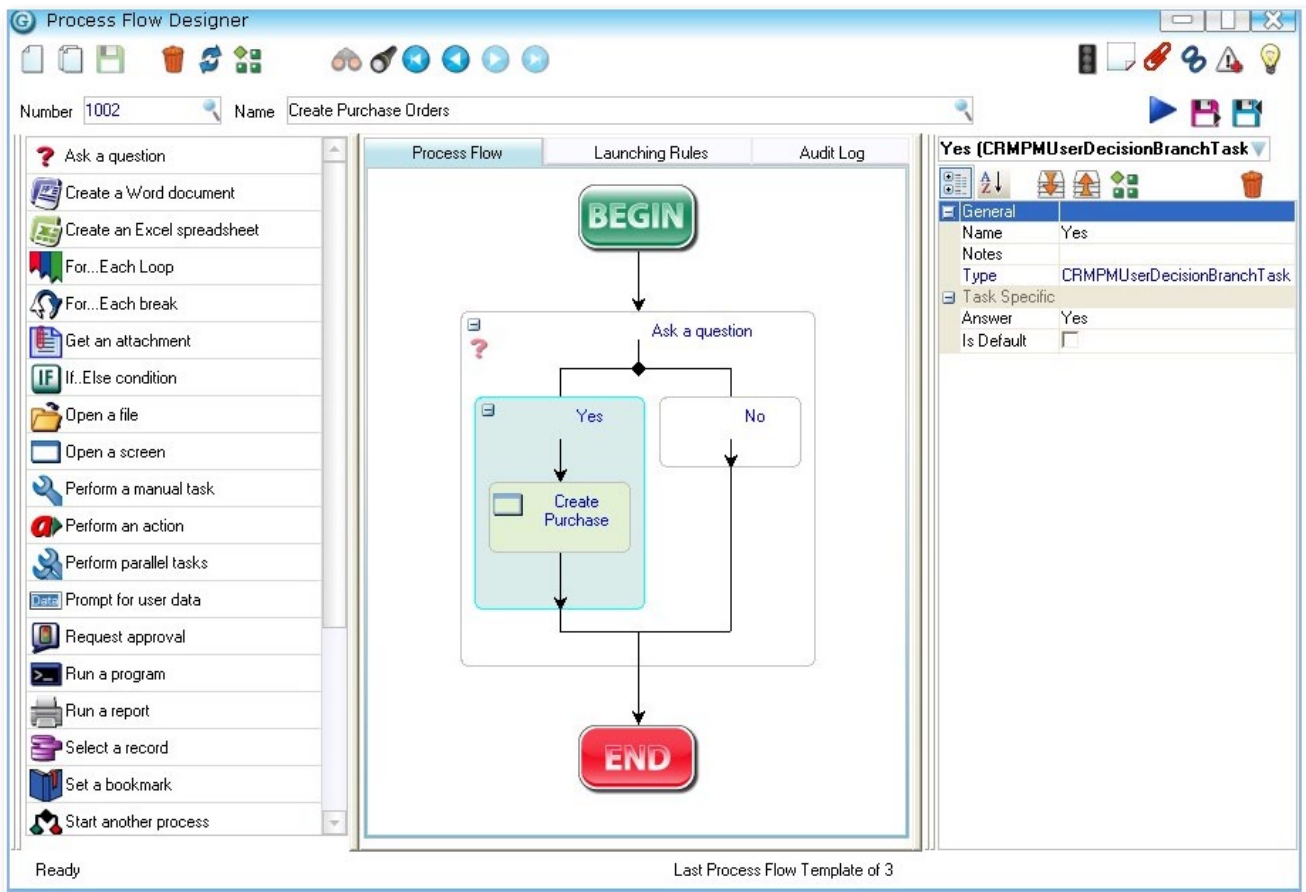 Process Flow Designer
Number 1002 Name Create Purchase Orders
Ask a question
Create a Word document
Create an Excel spreadsheet
For...Each Loop
For...Each break
Get an attachment
IF If..Else condition
Open a file
Open a screen
Perform a manual task
Perform an action
Perform parallel tasks
Data Prompt for user data
Request approval
Run a program
Run a report
Select a record
Set a bookmark
Start another process
Process Flow Launching Rules Audit Log
BEGIN
Ask a question
Yes No
Create
Purchase
END
Yes (CRMPMUserDecisionBranchTask
General
Name Yes
Notes
Type CRMPMUserDecisionBranchTask
Task Specific
Answer Yes
Is Default
Ready Last Process Flow Template of 3